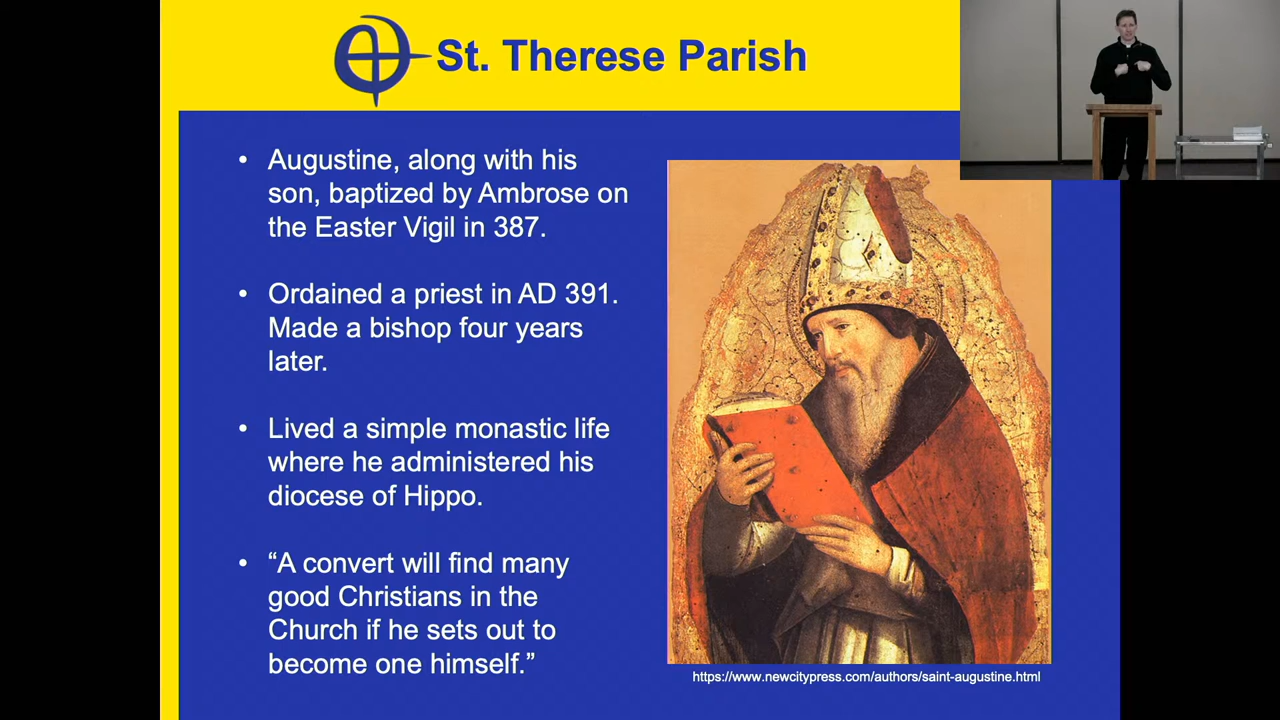 St. Therese Parish
• Augustine, along with his
son, baptized by Ambrose on
the Easter Vigil in 387.
• Ordained a priest in AD 391.
Made a bishop four years
later.
• Lived a simple monastic life
where he administered his
diocese of Hippo.
• “A convert will find many
good Christians in the
Church if he sets out to
become one himself.”
https://www.newcitypress.com/authors/saint-augustine.html